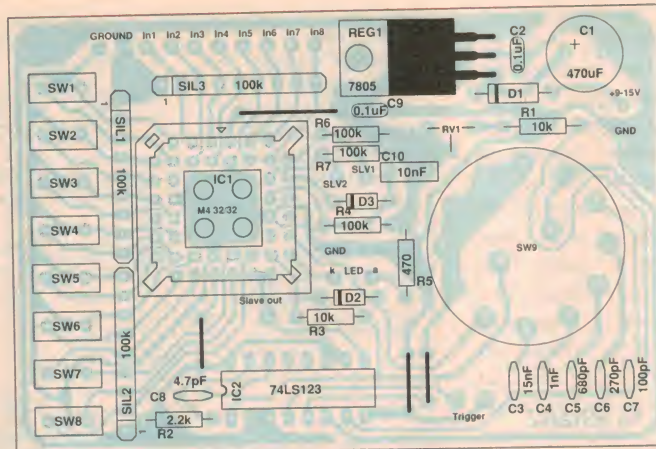 GROUND In1 In2 In3 In4 In5 In6 In7 In8
REG1
7805
C2
0.1uF
C1
+
470uF
+9-15V
GND
D1
R1
10k
SW1
SW2
SW3
SW4
SW5
SW6
SW7
SW8
1
SIL1
100k
SIL3 100k
1
0.1uF
C9
R6
100k
100k
R7
C10
SLV1
10nF
RV1
SLV2
D3
R4
100k
IC1
M4 32/32
GND
k LED a
470
R5
SW9
Slave out
D2
10k
R3
100k
SIL2
1
4.7pF
C8
2.2k
R2
IC2
74LS123
Trigger
15nF
1nF
680pF
270pF
100pF
C3 C4 C5 C6 C7